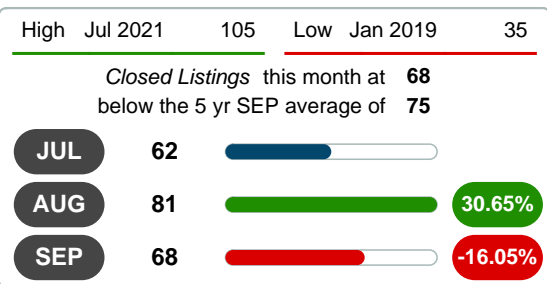 High Jul 2021 105 Low Jan 2019 35
Closed Listings this month at 68
below the 5 yr SEP average of 75
JUL 62
AUG 81 30.65%
SEP 68 -16.05%